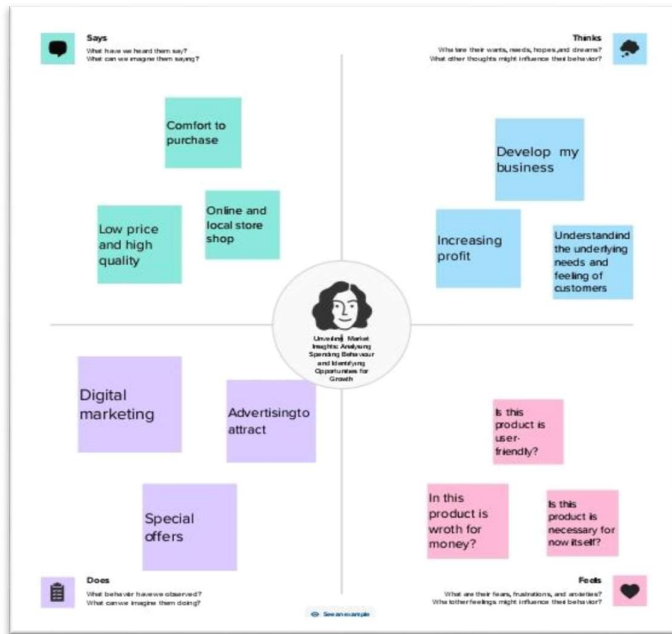 Says
What have we heard them say?
What can we imagine them saying?
Thinks
What are their wants, needs, hopes, and dreams?
What other thoughts might influence their behavior?
Comfort to
purchase
Low price
and high
quality
Online and
local store
shop
Develop my
business
Increasing
profit
Understandind
the underlying
needs and
feeling of
customers
Unveiling Market
Insights: Analysing
Spending Behaviour
and Identifying
Opportunities for
Growth
Digital
marketing
Advertisingto
attract
Special
offers
Is this
product is
user-
friendly?
In this
product is
wroth for
money?
Is this
product is
necessary for
now itself?
Does
What behavior have we observed?
What can we imagine them doing?
Feels
What are their fears, frustrations, and anxieties?
What other feelings might influence their behavior?
See an example